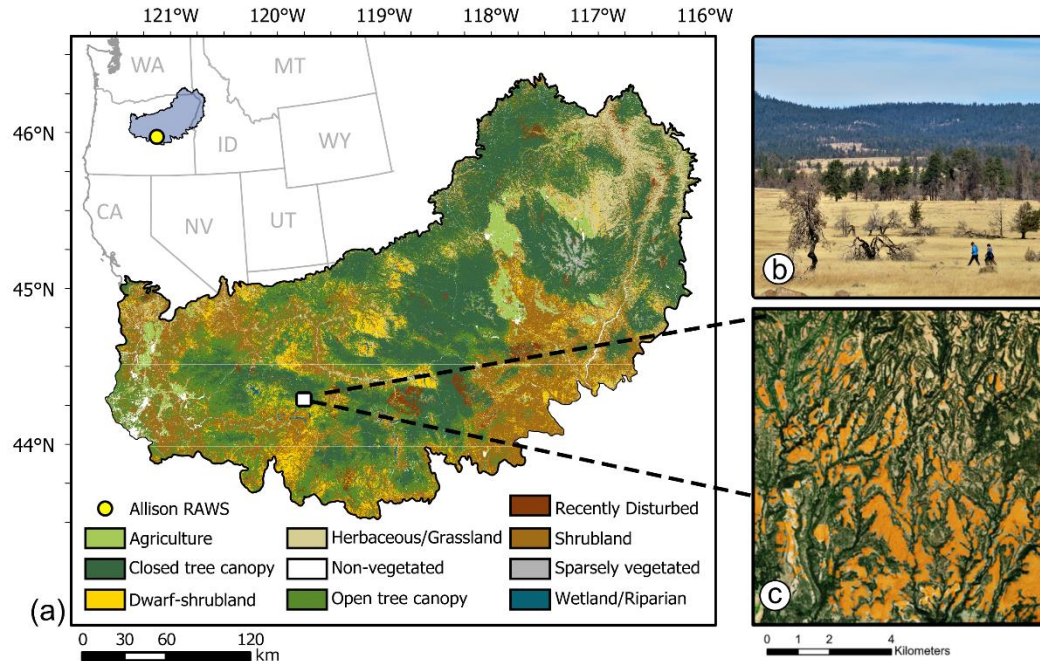 121°W 120°W 119°W 118°W 117°W 116°W
WA
MT
46°N
ID
WY
CA
NV
UT
45°N
44°N
Allison RAWS
Recently Disturbed
Agriculture
Herbaceous/Grassland
Shrubland
Closed tree canopy
Non-vegetated
Sparsely vegetated
(a)
Dwarf-shrubland
Open tree canopy
Wetland/Riparian
0 30 60 120
km
b
c
0 1 2 4
Kilometers